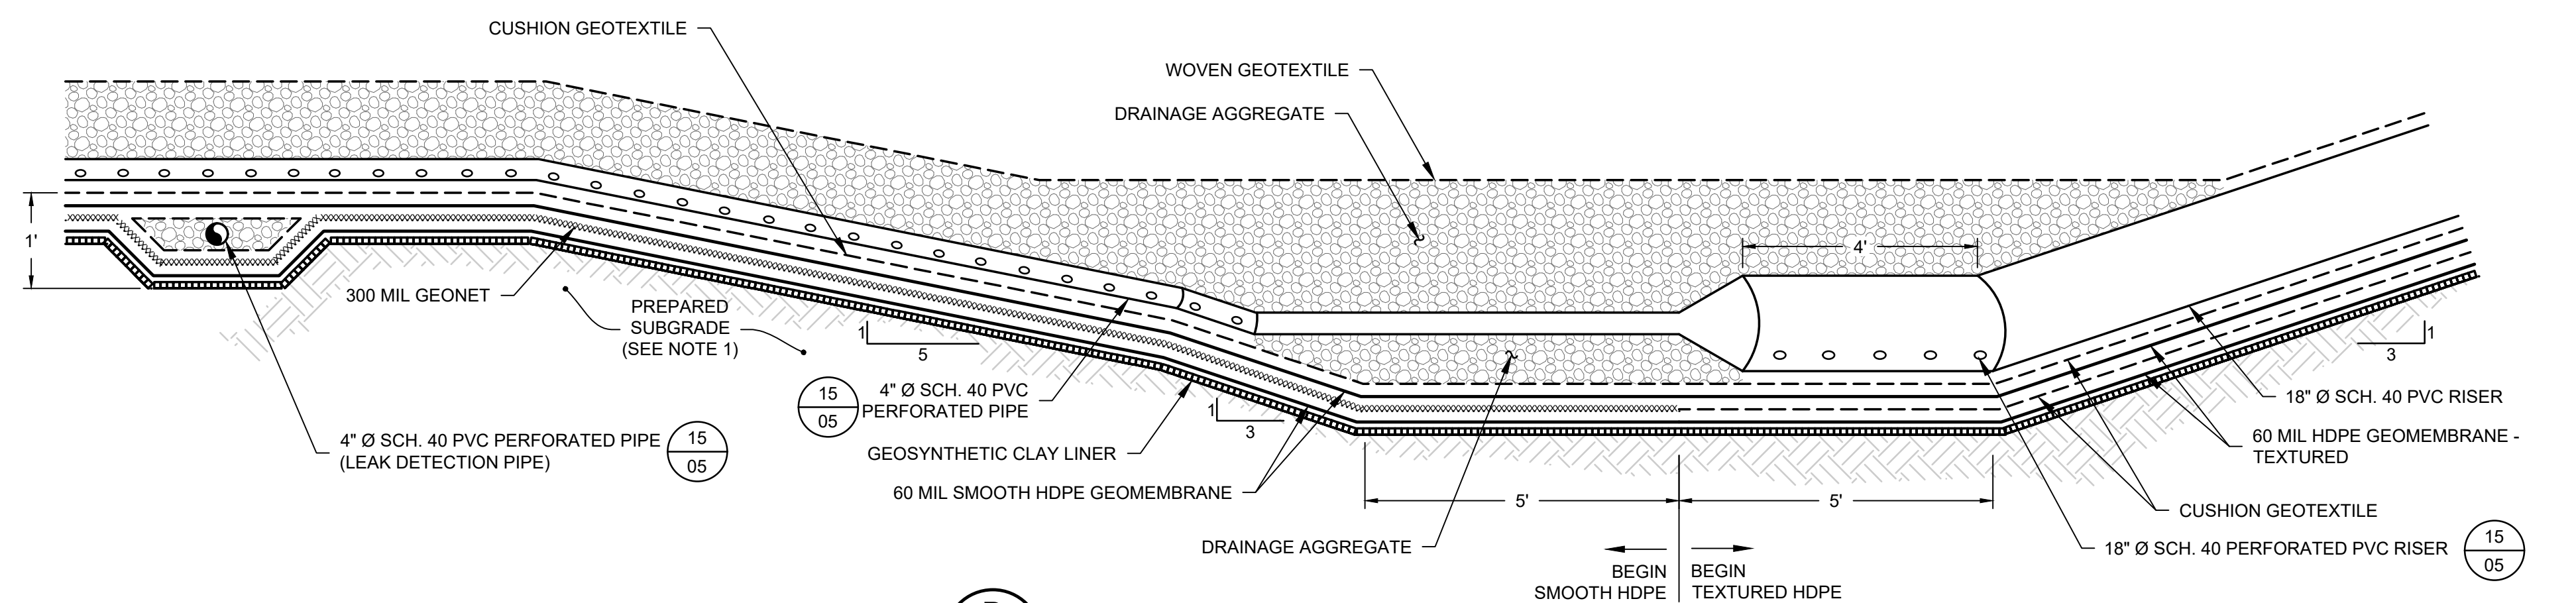 CUSHION GEOTEXTILE
WOVEN GEOTEXTILE
DRAINAGE AGGREGATE
1'
4'
300 MIL GEONET
PREPARED
SUBGRADE
(SEE NOTE 1)
1
5
1
3
15
05
4" Ø SCH. 40 PVC
PERFORATED PIPE
1
3
18" Ø SCH. 40 PVC RISER
4" Ø SCH. 40 PVC PERFORATED PIPE
(LEAK DETECTION PIPE)
15
05
GEOSYNTHETIC CLAY LINER
60 MIL HDPE GEOMEMBRANE -
TEXTURED
60 MIL SMOOTH HDPE GEOMEMBRANE
5'
5'
CUSHION GEOTEXTILE
DRAINAGE AGGREGATE
18" Ø SCH. 40 PERFORATED PVC RISER
15
05
BEGIN
SMOOTH HDPE
BEGIN
TEXTURED HDPE